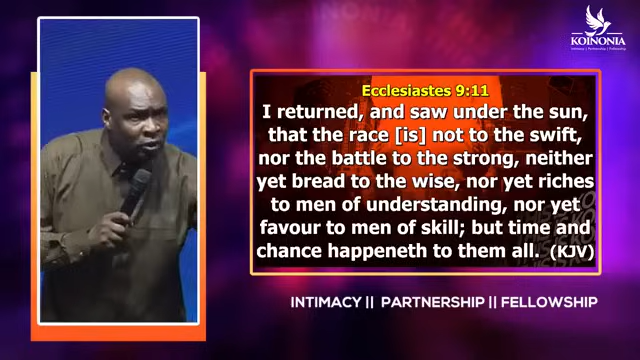 KOINONIA
Intimacy | Partnership | Fellowship
Ecclesiastes 9:11
I returned, and saw under the sun,
that the race [is] not to the swift,
nor the battle to the strong, neither
yet bread to the wise, nor yet riches
to men of understanding, nor yet
favour to men of skill; but time and
chance happeneth to them all. (KJV)
INTIMACY || PARTNERSHIP || FELLOWSHIP